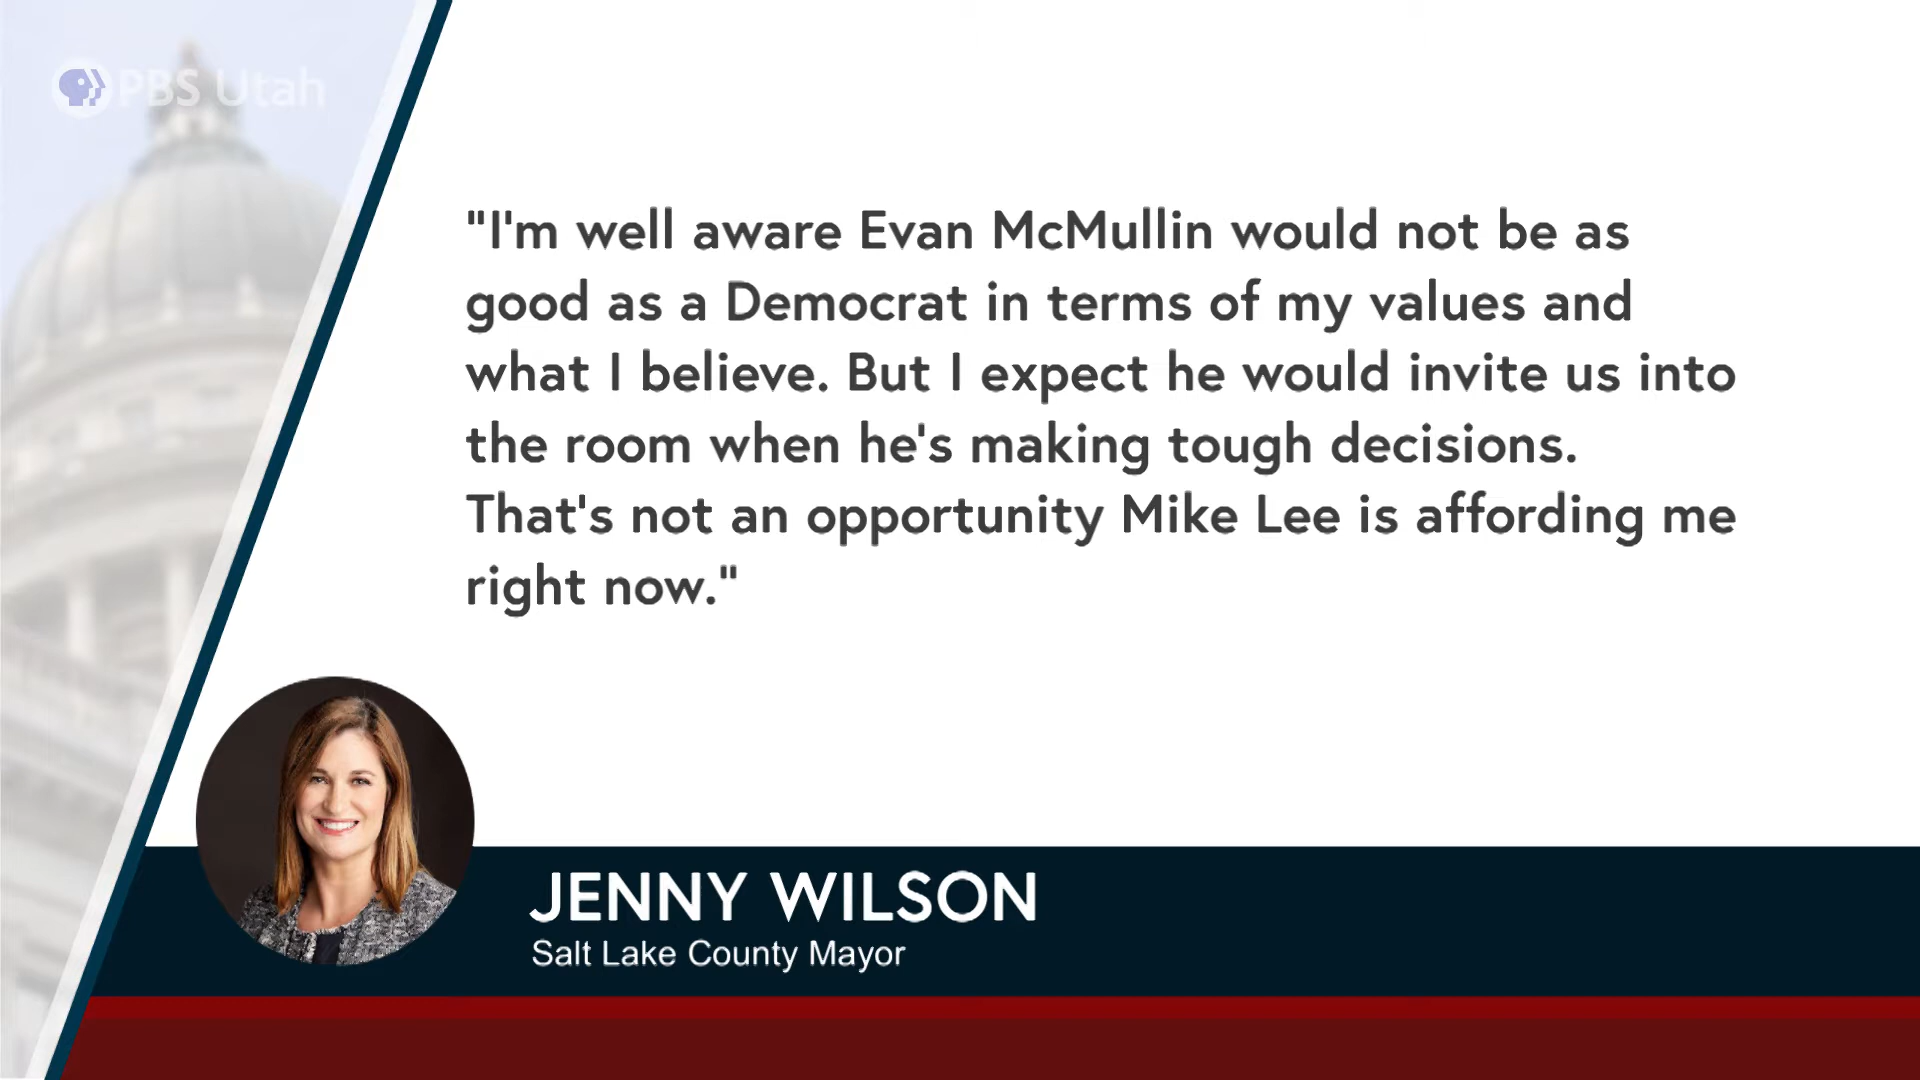 PBS Utah
"I'm well aware Evan McMullin would not be as
good as a Democrat in terms of my values and
what I believe. But I expect he would invite us into
the room when he's making tough decisions.
That's not an opportunity Mike Lee is affording me
right now."
JENNY WILSON
Salt Lake County Mayor